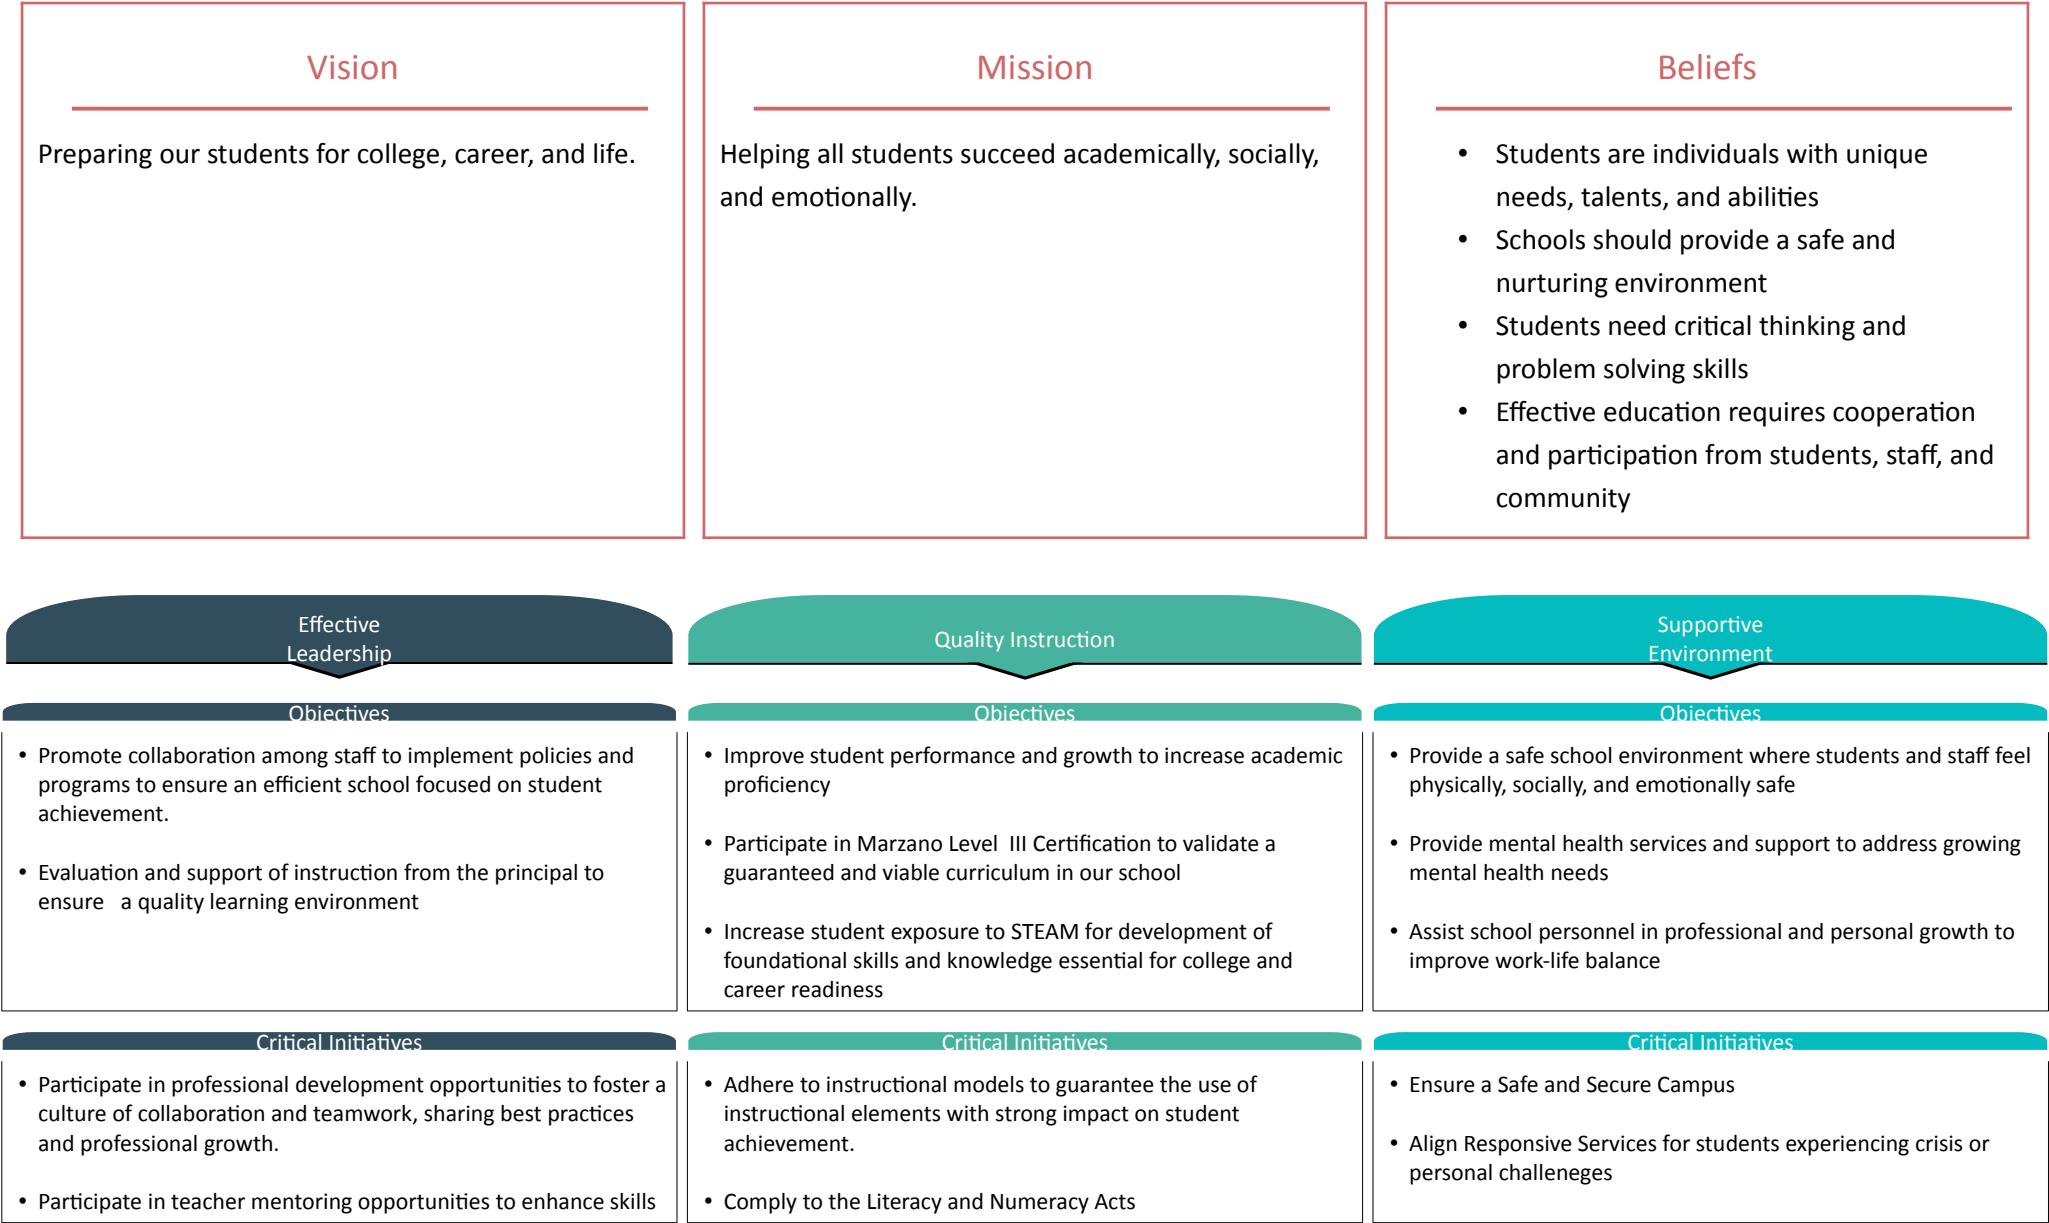 Vision
Preparing our students for college, career, and life.
Mission
Helping all students succeed academically, socially,
and emotionally.
Beliefs
• Students are individuals with unique
needs, talents, and abilities
• Schools should provide a safe and
nurturing environment
• Students need critical thinking and
problem solving skills
• Effective education requires cooperation
and participation from students, staff, and
community
Effective
Leadership
Objectives
• Promote collaboration among staff to implement policies and
programs to ensure an efficient school focused on student
achievement.
• Evaluation and support of instruction from the principal to
ensure a quality learning environment
Critical Initiatives
• Participate in professional development opportunities to foster a
culture of collaboration and teamwork, sharing best practices
and professional growth.
• Participate in teacher mentoring opportunities to enhance skills
Quality Instruction
Objectives
• Improve student performance and growth to increase academic
proficiency
• Participate in Marzano Level III Certification to validate a
guaranteed and viable curriculum in our school
• Increase student exposure to STEAM for development of
foundational skills and knowledge essential for college and
career readiness
Critical Initiatives
• Adhere to instructional models to guarantee the use of
instructional elements with strong impact on student
achievement.
• Comply to the Literacy and Numeracy Acts
Supportive
Environment
Objectives
• Provide a safe school environment where students and staff feel
physically, socially, and emotionally safe
• Provide mental health services and support to address growing
mental health needs
• Assist school personnel in professional and personal growth to
improve work-life balance
Critical Initiatives
• Ensure a Safe and Secure Campus
• Align Responsive Services for students experiencing crisis or
personal challeneges